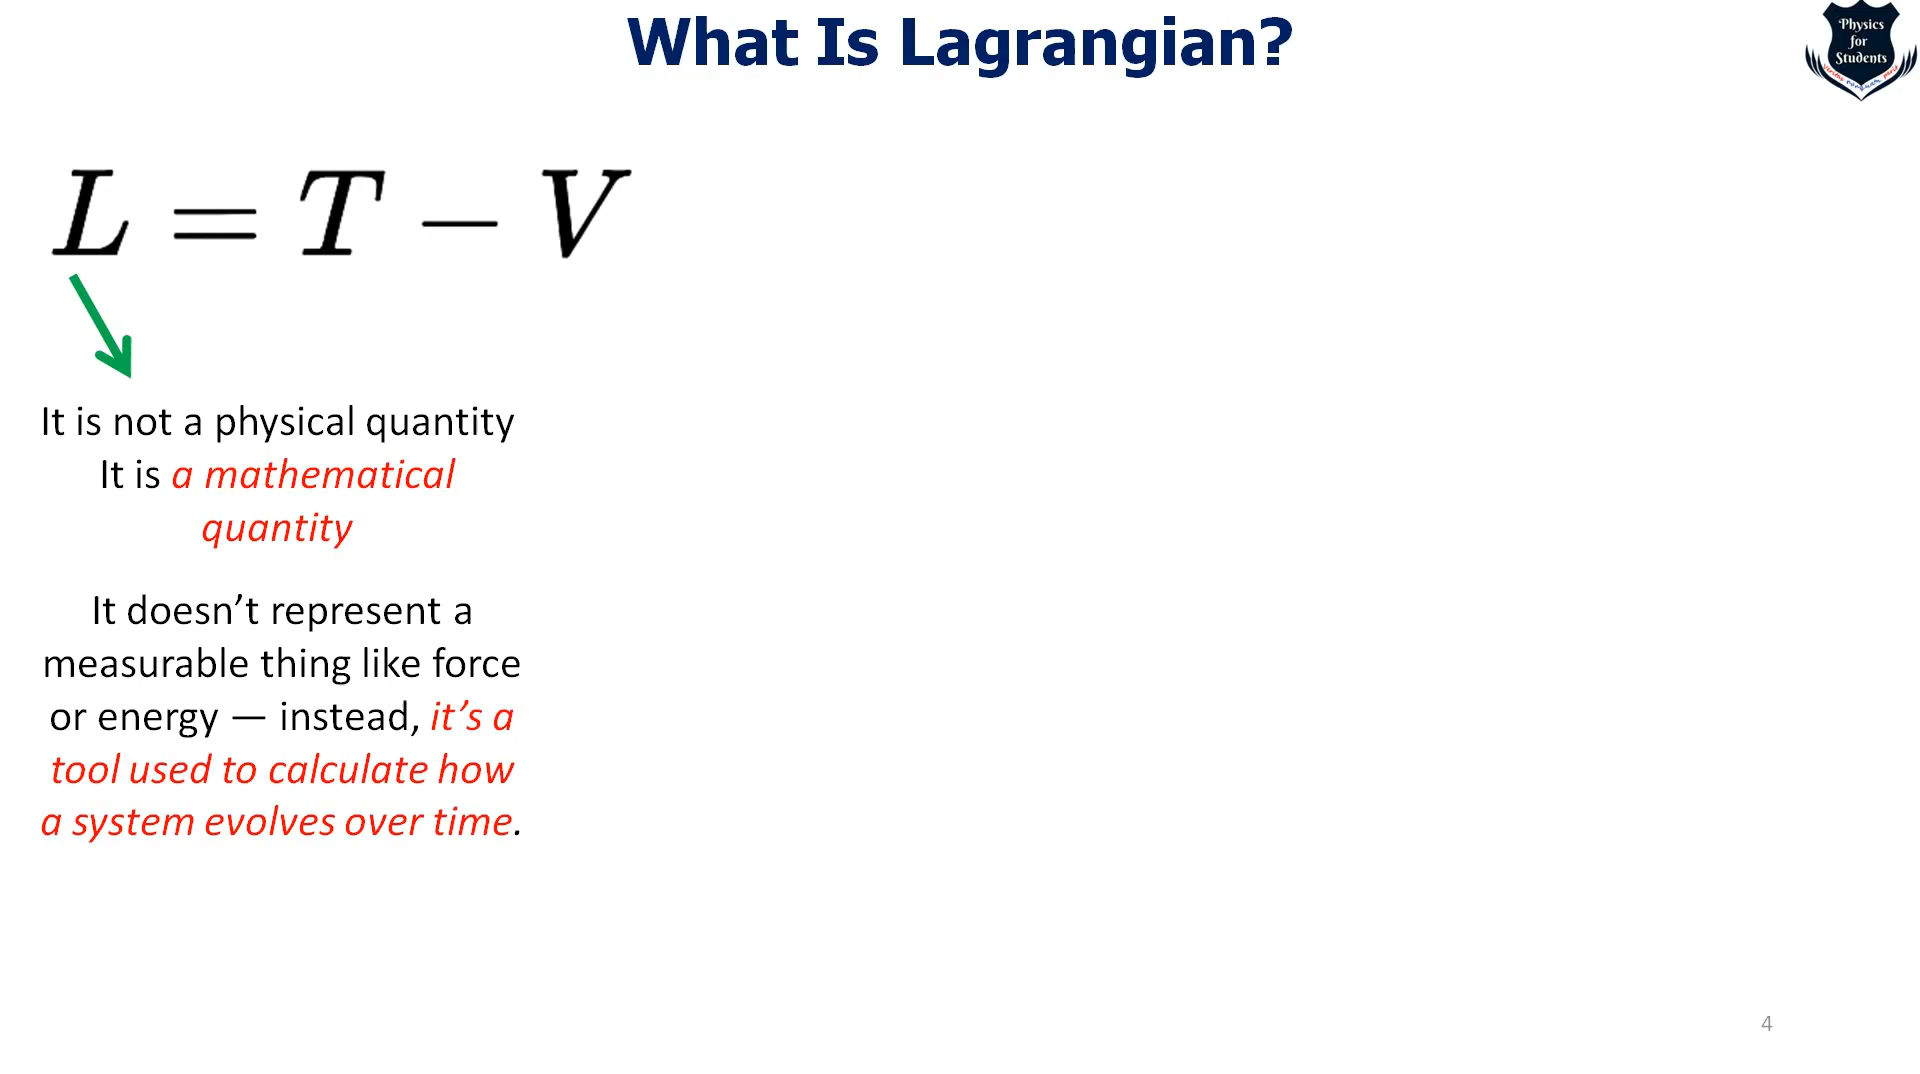 What Is Lagrangian?
Physics
for
Students
L = T − V
It is not a physical quantity
It is a mathematical
quantity
It doesn’t represent a
measurable thing like force
or energy — instead, it’s a
tool used to calculate how
a system evolves over time.
4